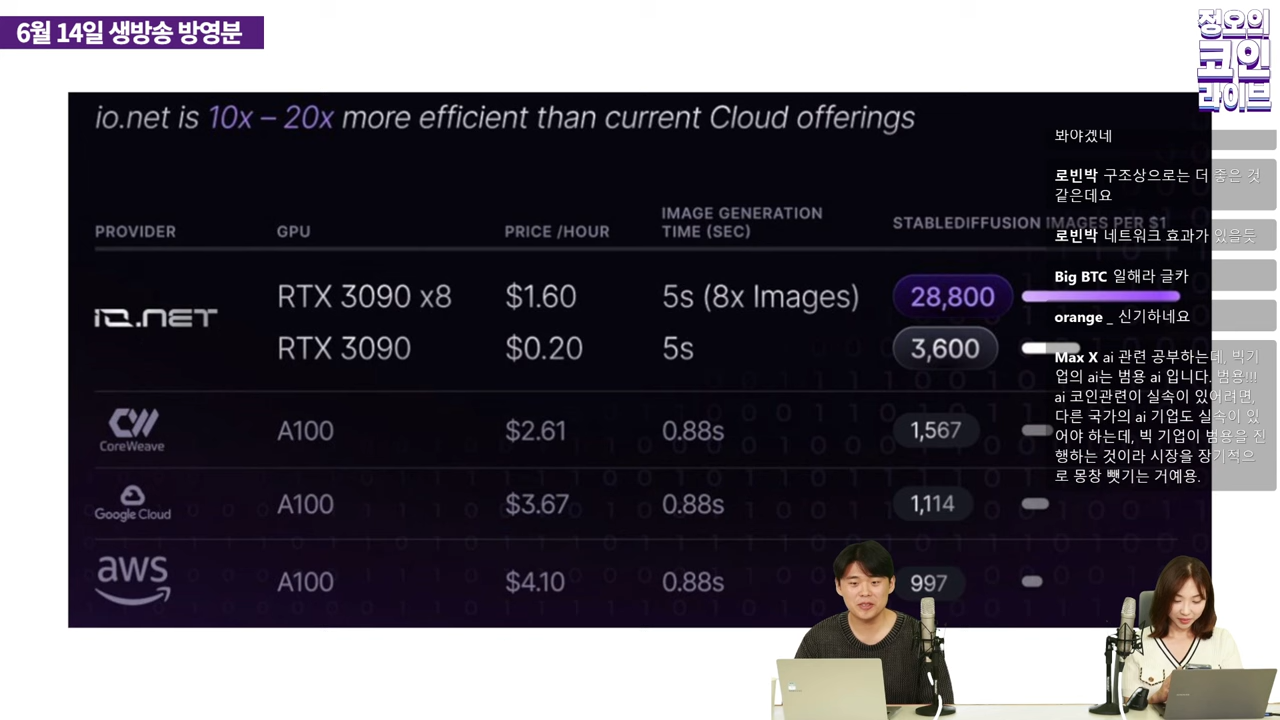 6월 14일 생방송 방영분
정오의
코인
라이브
io.net is 10x – 20x more efficient than current Cloud offerings
PROVIDER GPU PRICE /HOUR IMAGE GENERATION
TIME (SEC) STABLEDIFFUSION IMAGES PER $1
IO.NET RTX 3090 x8 $1.60 5s (8x Images) 28,800
RTX 3090 $0.20 5s 3,600
CoreWeave A100 $2.61 0.88s 1,567
Google Cloud A100 $3.67 0.88s 1,114
aws A100 $4.10 0.88s 997
봐야겠네
로빈박 구조상으로는 더 좋은 것
같은데요
로빈박 네트워크 효과가 있을듯
Big BTC 일해라 글카
orange _ 신기하네요
Max X ai 관련 공부하는데, 빅기
업의 ai는 범용 ai 입니다. 범용!!!
ai 코인관련이 실속이 있어려면,
다른 국가의 ai 기업도 실속이 있
어야 하는데, 빅 기업이 범용을 진
행하는 것이라 시장을 장기적으
로 몽창 뺏기는 거예용.